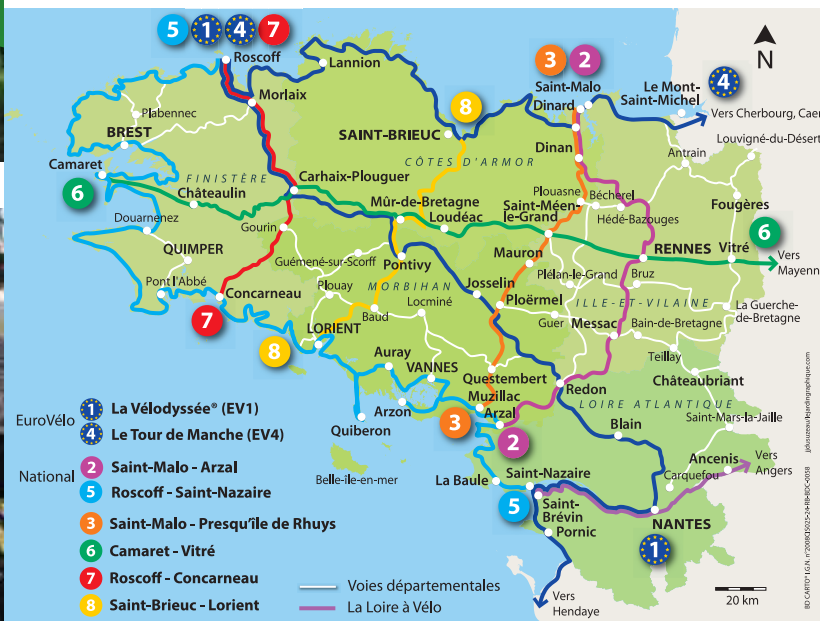 5 1 4 7
Roscoff
Lannion
Morlaix
Plabennec
BREST
Camaret
6
FINISTÈRE
Châteaulin
Carhaix-Plouguer
Douarnenez
Gourin
QUIMPER
Pont l'Abbé
Concarneau
7
8
SAINT-BRIEUC
CÔTES D'ARMOR
3 2
Saint-Malo
Dinard
Dinan
Le Mont-
Saint-Michel
4
N
Vers Cherbourg, Caen
Louvigné-du-Désert
Antrain
Plouasne
Bécherel
Hédé-Bazouges
Fougères
Mûr-de-Bretagne
Loudéac
Saint-Méen-
le-Grand
RENNES
Vitré
6
Vers
Mayenne
Guémené-sur-Scorff
Pontivy
Mauron
Plélan-le-Grand
Bruz
Plouay
MORBIHAN
Josselin
Ploërmel
ILLE-ET-VILAINE
La Guerche-
de-Bretagne
Baud
Locminé
Guer
Messac
Bain-de-Bretagne
LORIENT
8
Teillay
Auray
VANNES
Questembert
Châteaubriant
Muzillac
Redon
LOIRE ATLANTIQUE
Arzon
Arzal
3
2
Quiberon
Blain
Saint-Mars-la-Jaille
Belle-île-en-mer
La Baule
Saint-Nazaire
5
Saint-
Brévin
Pornic
Ancenis
Carquefou
Vers
Angers
NANTES
1
Vers
Hendaye
20 km
EuroVélo
1 La Vélodyssée® (EV1)
4 Le Tour de Manche (EV4)
National
2 Saint-Malo - Arzal
5 Roscoff - Saint-Nazaire
3 Saint-Malo - Presqu'île de Rhuys
6 Camaret - Vitré
7 Roscoff - Concarneau
8 Saint-Brieuc - Lorient
Voies départementales
La Loire à Vélo